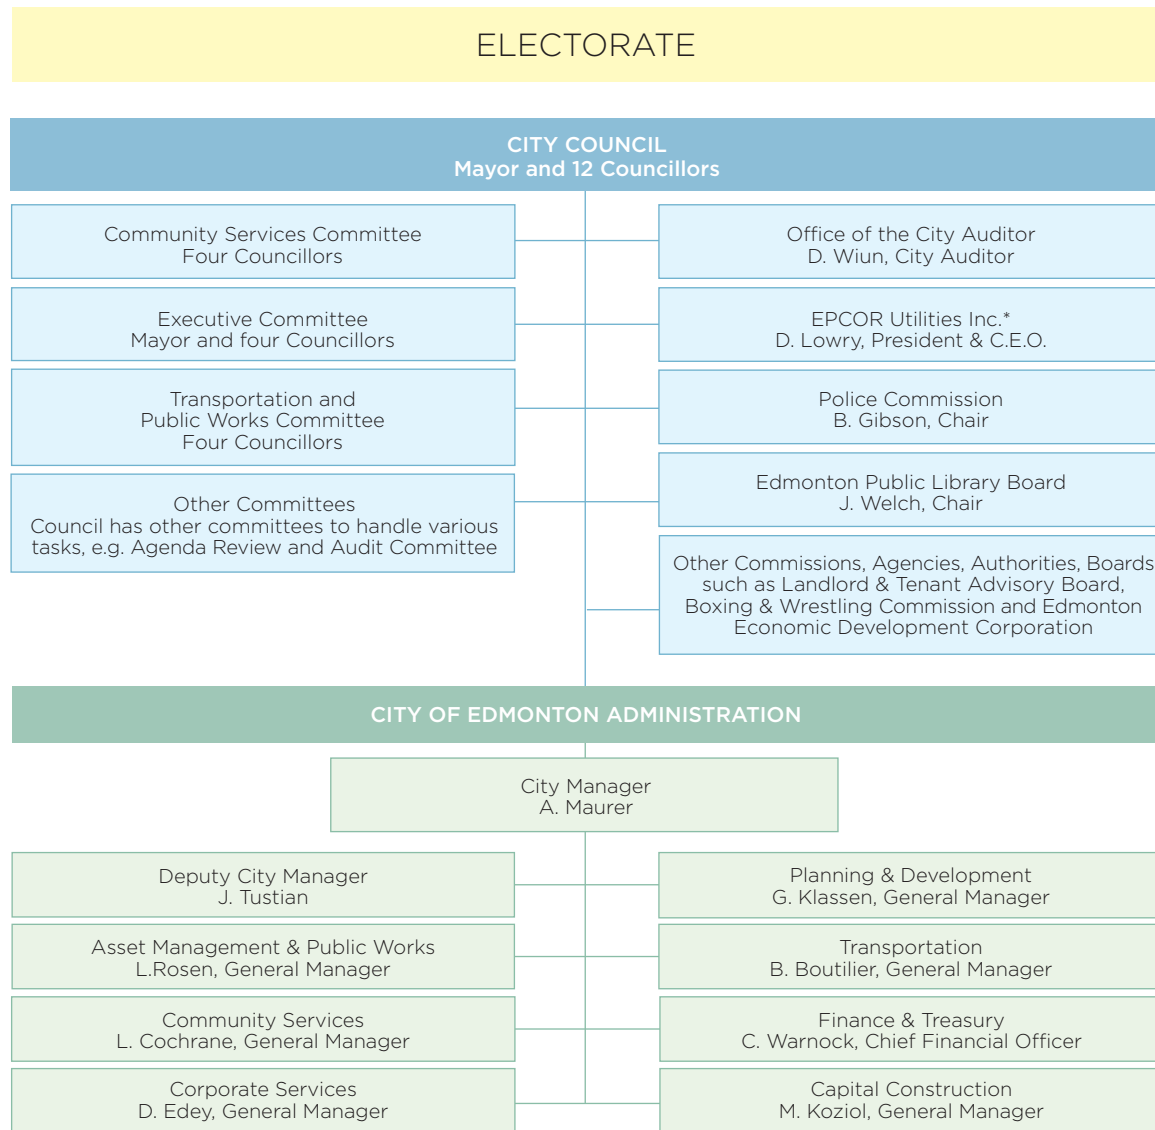 ELECTORATE
CITY COUNCIL
Mayor and 12 Councillors
Community Services Committee
Four Councillors
Office of the City Auditor
D. Wiun, City Auditor
Executive Committee
Mayor and four Councillors
EPCOR Utilities Inc.*
D. Lowry, President & C.E.O.
Transportation and
Public Works Committee
Four Councillors
Police Commission
B. Gibson, Chair
Other Committees
Council has other committees to handle various
tasks, e.g. Agenda Review and Audit Committee
Edmonton Public Library Board
J. Welch, Chair
Other Commissions, Agencies, Authorities, Boards
such as Landlord & Tenant Advisory Board,
Boxing & Wrestling Commission and Edmonton
Economic Development Corporation
CITY OF EDMONTON ADMINISTRATION
City Manager
A. Maurer
Deputy City Manager
J. Tustian
Planning & Development
G. Klassen, General Manager
Asset Management & Public Works
L.Rosen, General Manager
Transportation
B. Boutilier, General Manager
Community Services
L. Cochrane, General Manager
Finance & Treasury
C. Warnock, Chief Financial Officer
Corporate Services
D. Edey, General Manager
Capital Construction
M. Koziol, General Manager